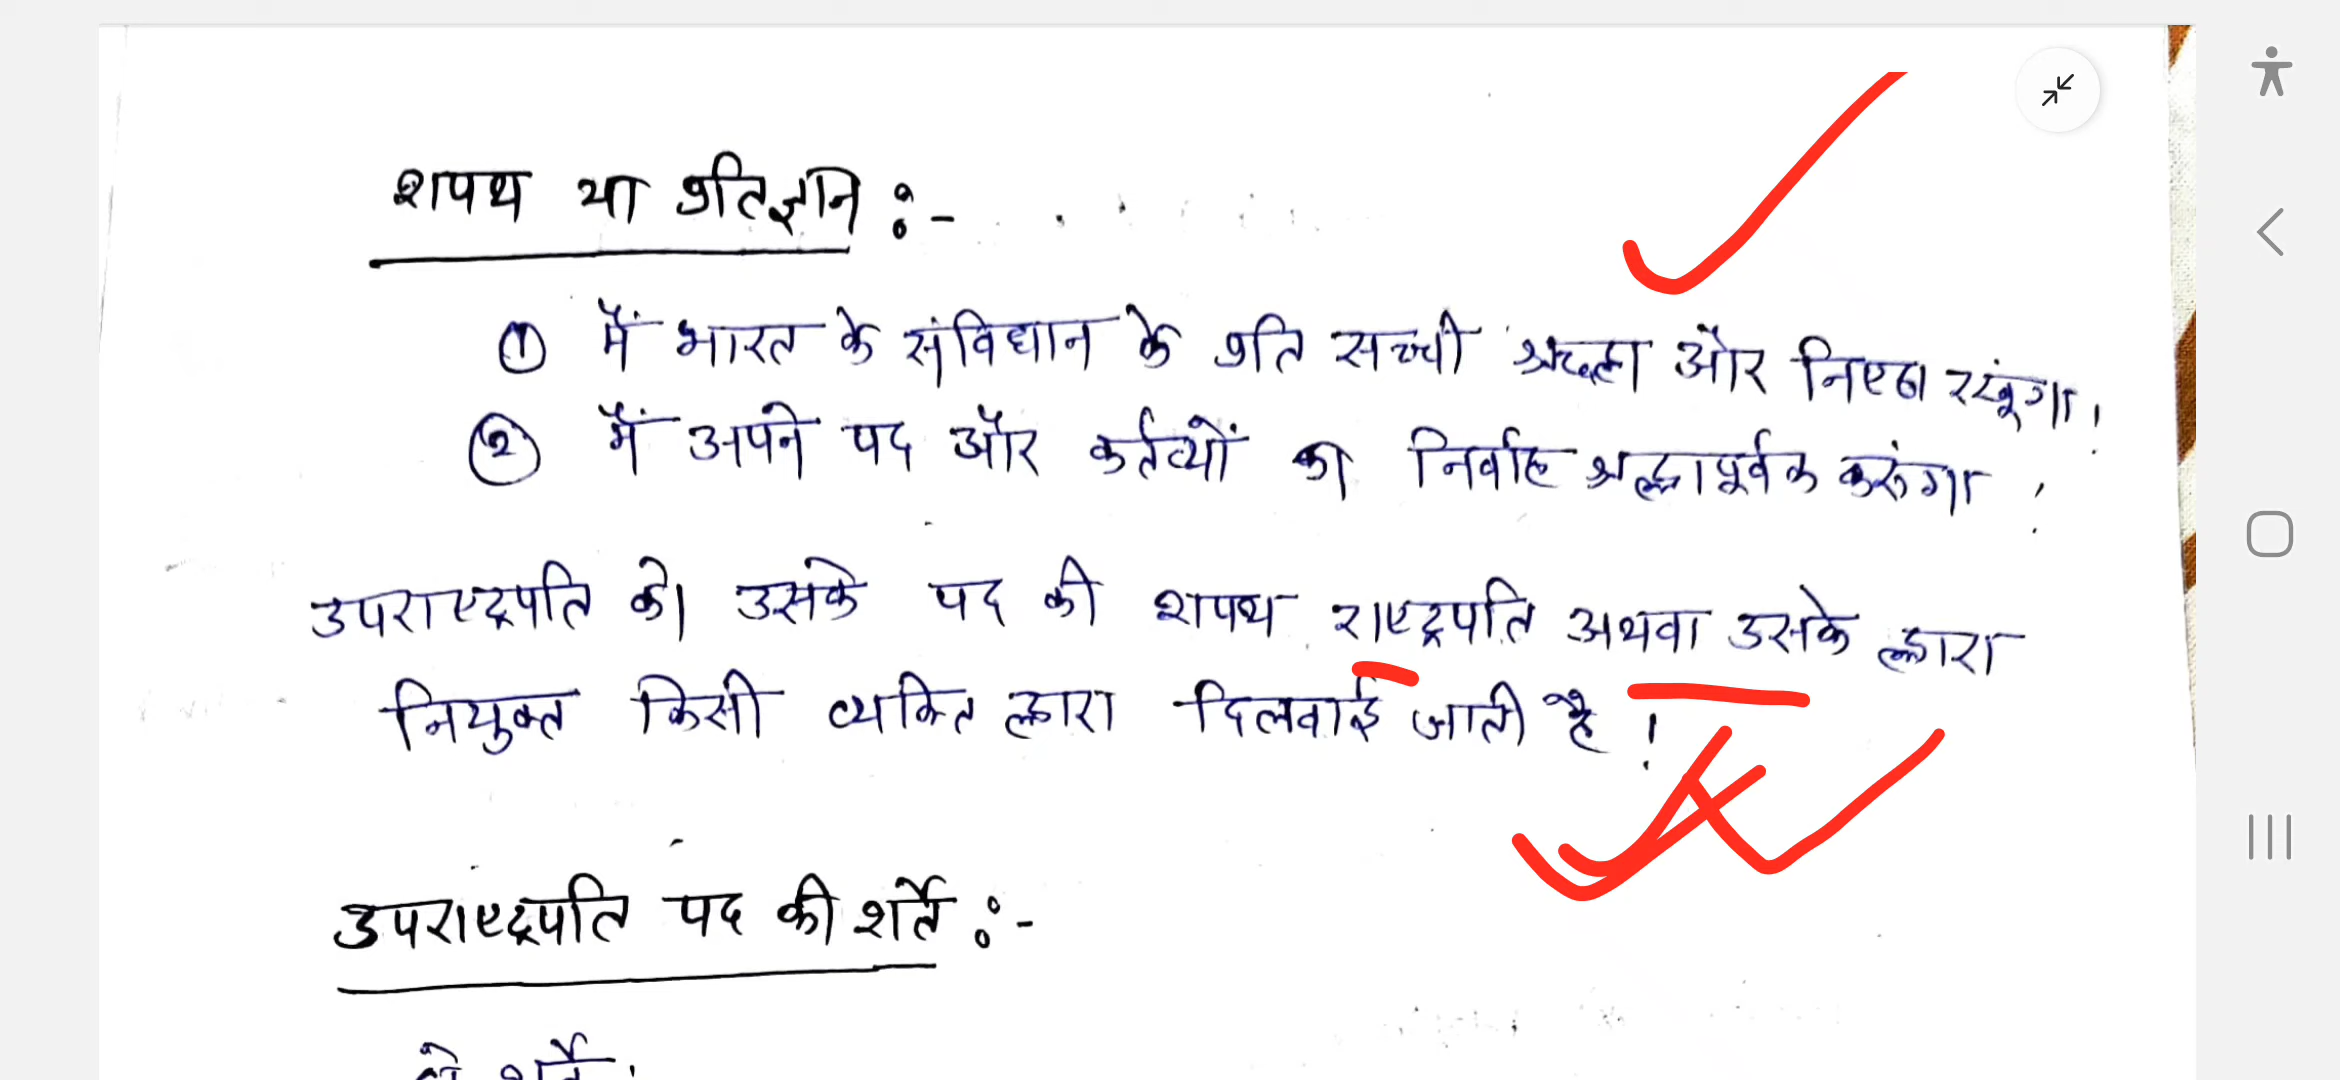 शपथ या प्रतिज्ञान :-
① मैं भारत के संविधान के प्रति सच्ची श्रद्धा और निष्ठा रखूंगा।
② मैं अपने पद और कर्तव्यों का निर्वाह श्रद्धापूर्वक करूंगा।
उपराष्ट्रपति को उसके पद की शपथ राष्ट्रपति अथवा उसके द्वारा
नियुक्त किसी व्यक्ति द्वारा दिलवाई जाती है।
उपराष्ट्रपति पद की शर्ते :-